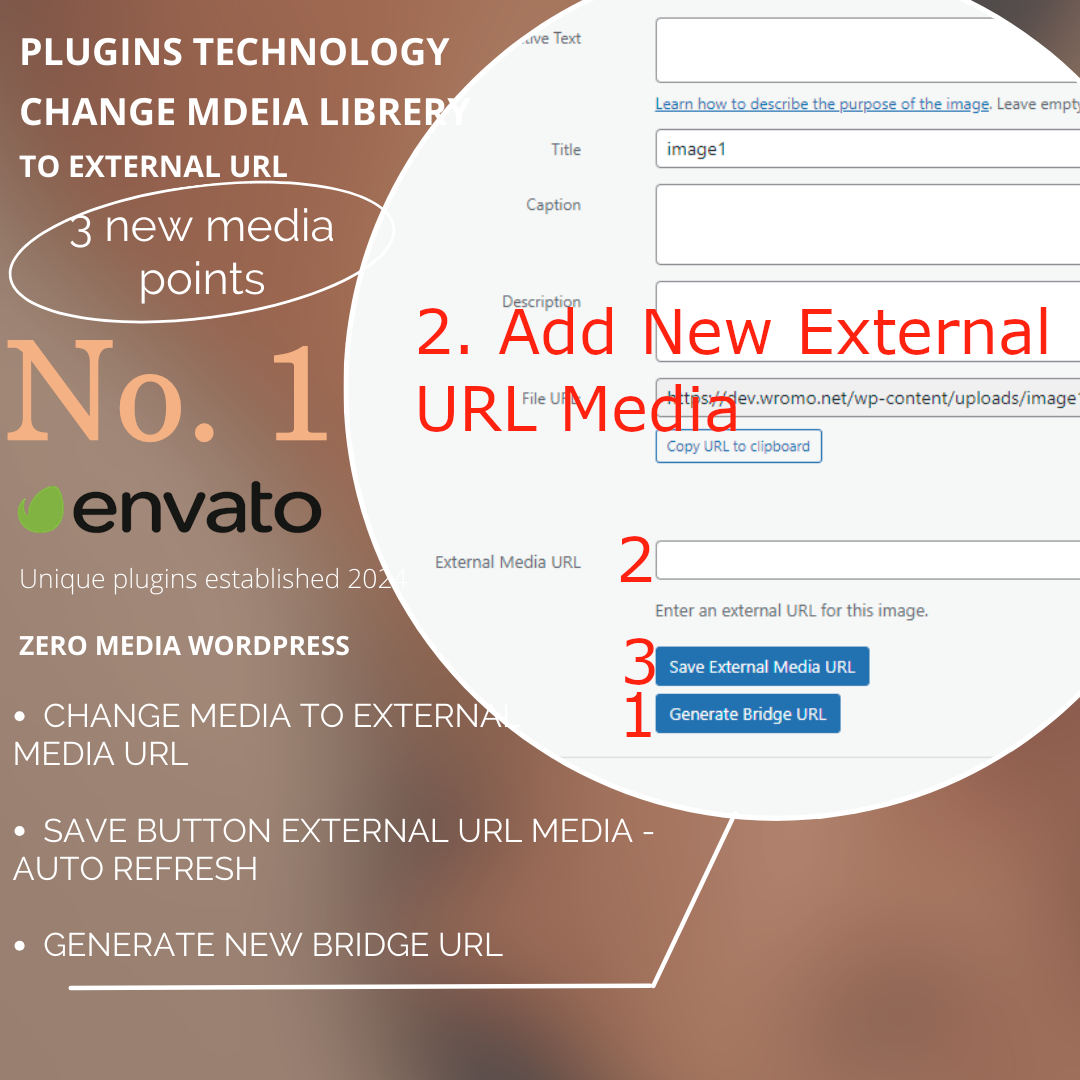 PLUGINS TECHNOLOGY
CHANGE MDEIA LIBRERY
TO EXTERNAL URL
3 new media
points
No. 1
envato
Unique plugins established 2024
ZERO MEDIA WORDPRESS
• CHANGE MEDIA TO EXTERNAL
MEDIA URL
• SAVE BUTTON EXTERNAL URL MEDIA -
AUTO REFRESH
• GENERATE NEW BRIDGE URL
Text
Learn how to describe the purpose of the image. Leave empty
Title
image1
Caption
Description
2. Add New External
URL Media
File URL:
https://dev.wromo.net/wp-content/uploads/image1
Copy URL to clipboard
External Media URL
2
Enter an external URL for this image.
3
Save External Media URL
1
Generate Bridge URL